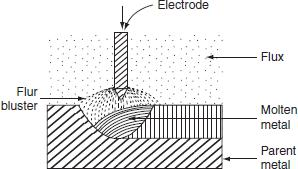 Electrode
Flux
Flur
bluster
Molten
metal
Parent
metal